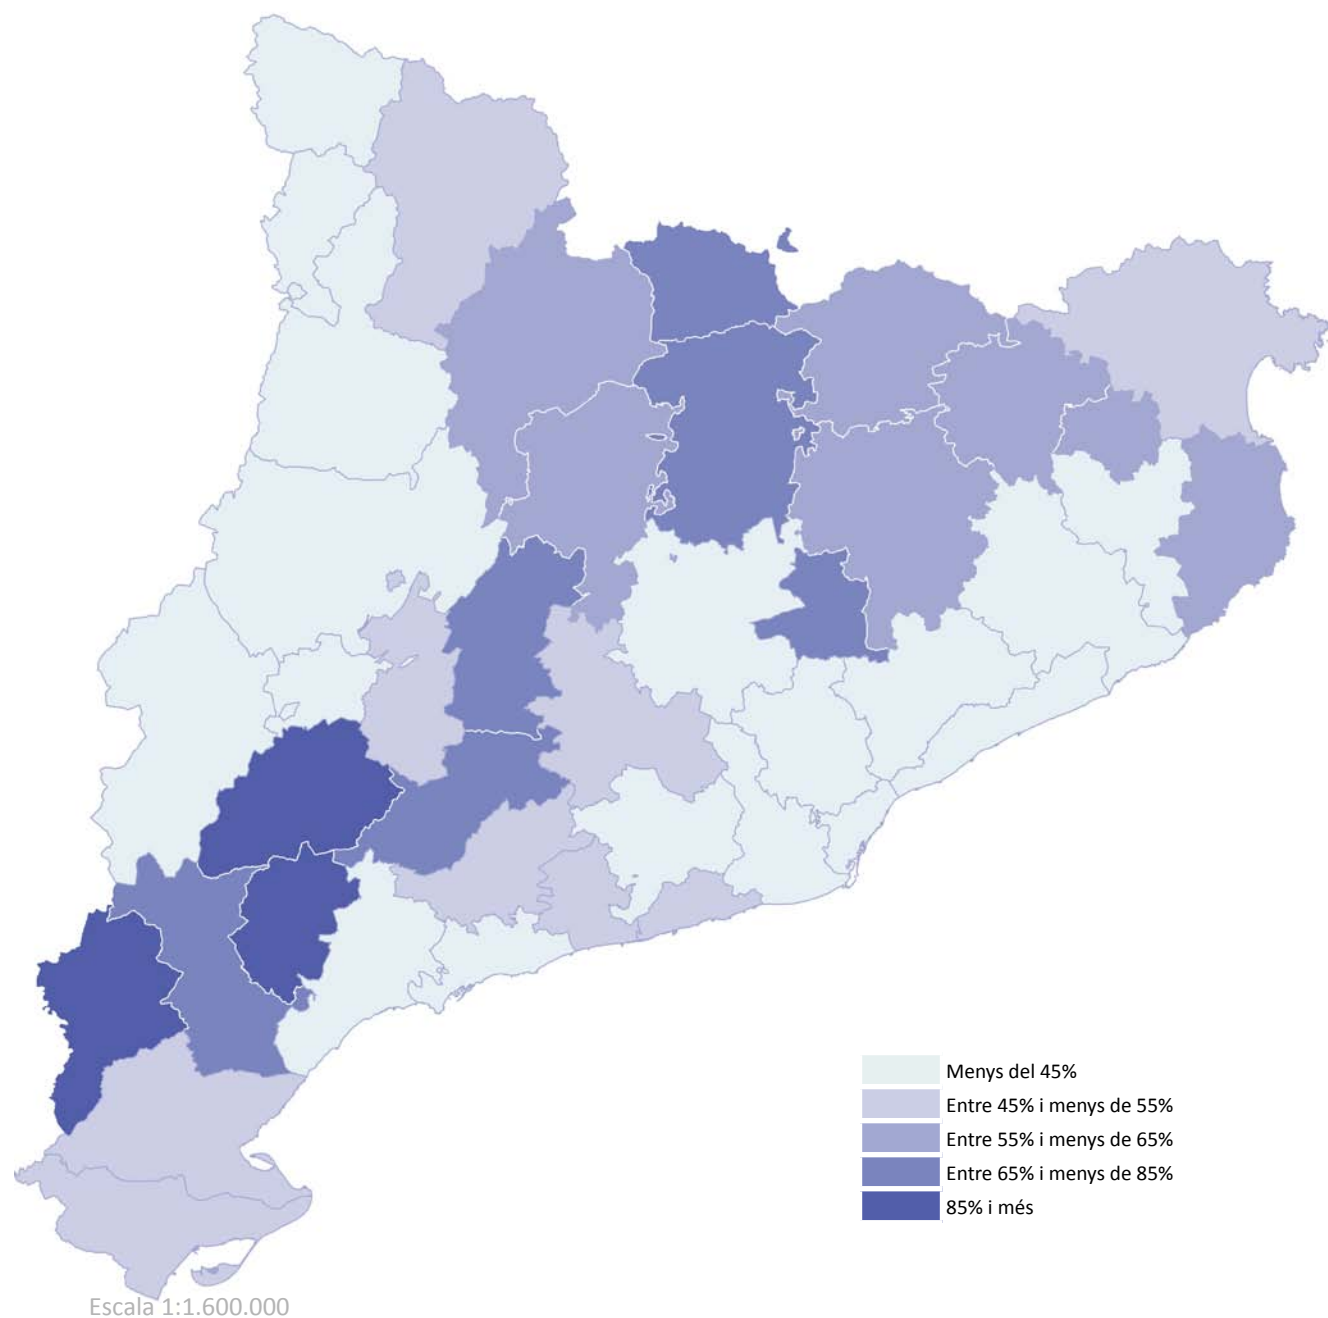 Menys del 45%
Entre 45% i menys de 55%
Entre 55% i menys de 65%
Entre 65% i menys de 85%
85% i més
Escala 1:1.600.000